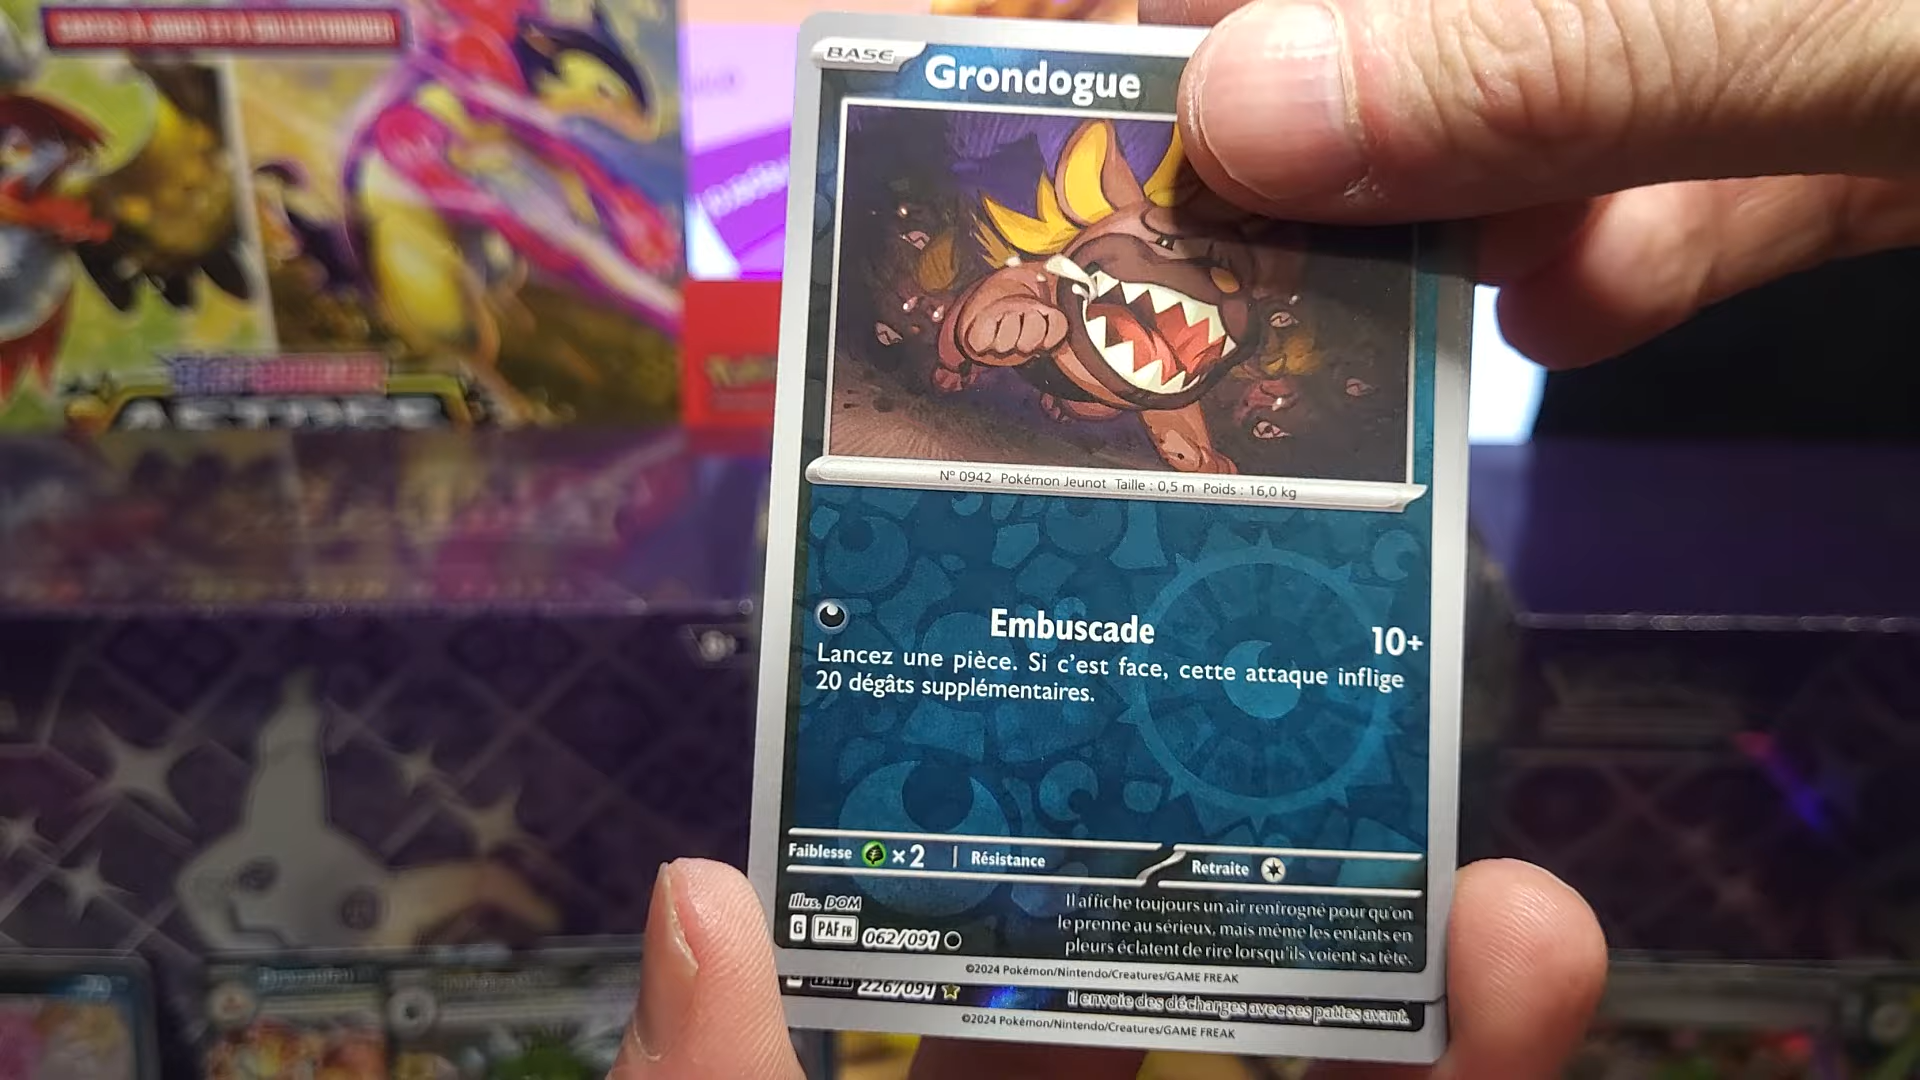 BASE
Grondogue
N° 0942 Pokémon Jeunot Taille : 0,5 m Poids : 16,0 kg
Embuscade 10+
Lancez une pièce. Si c'est face, cette attaque inflige
20 dégâts supplémentaires.
Faiblesse ×2 Résistance Retraite
Illus. DOM
G PAF FR 062/091
Il affiche toujours un air renfrogné pour qu'on
le prenne au sérieux, mais même les enfants en
pleurs éclatent de rire lorsqu'ils voient sa tête.
©2024 Pokémon/Nintendo/Creatures/GAME FREAK
226/091
il envoie des décharges avec ses pattes avant.
©2024 Pokémon/Nintendo/Creatures/GAME FREAK